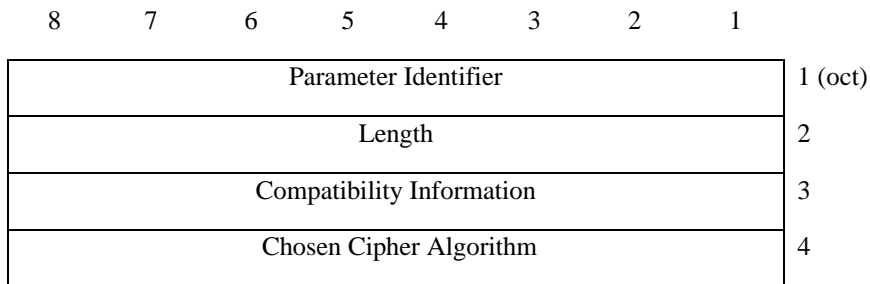 8 7 6 5 4 3 2 1
Parameter Identifier 1 (oct)
Length 2
Compatibility Information 3
Chosen Cipher Algorithm 4